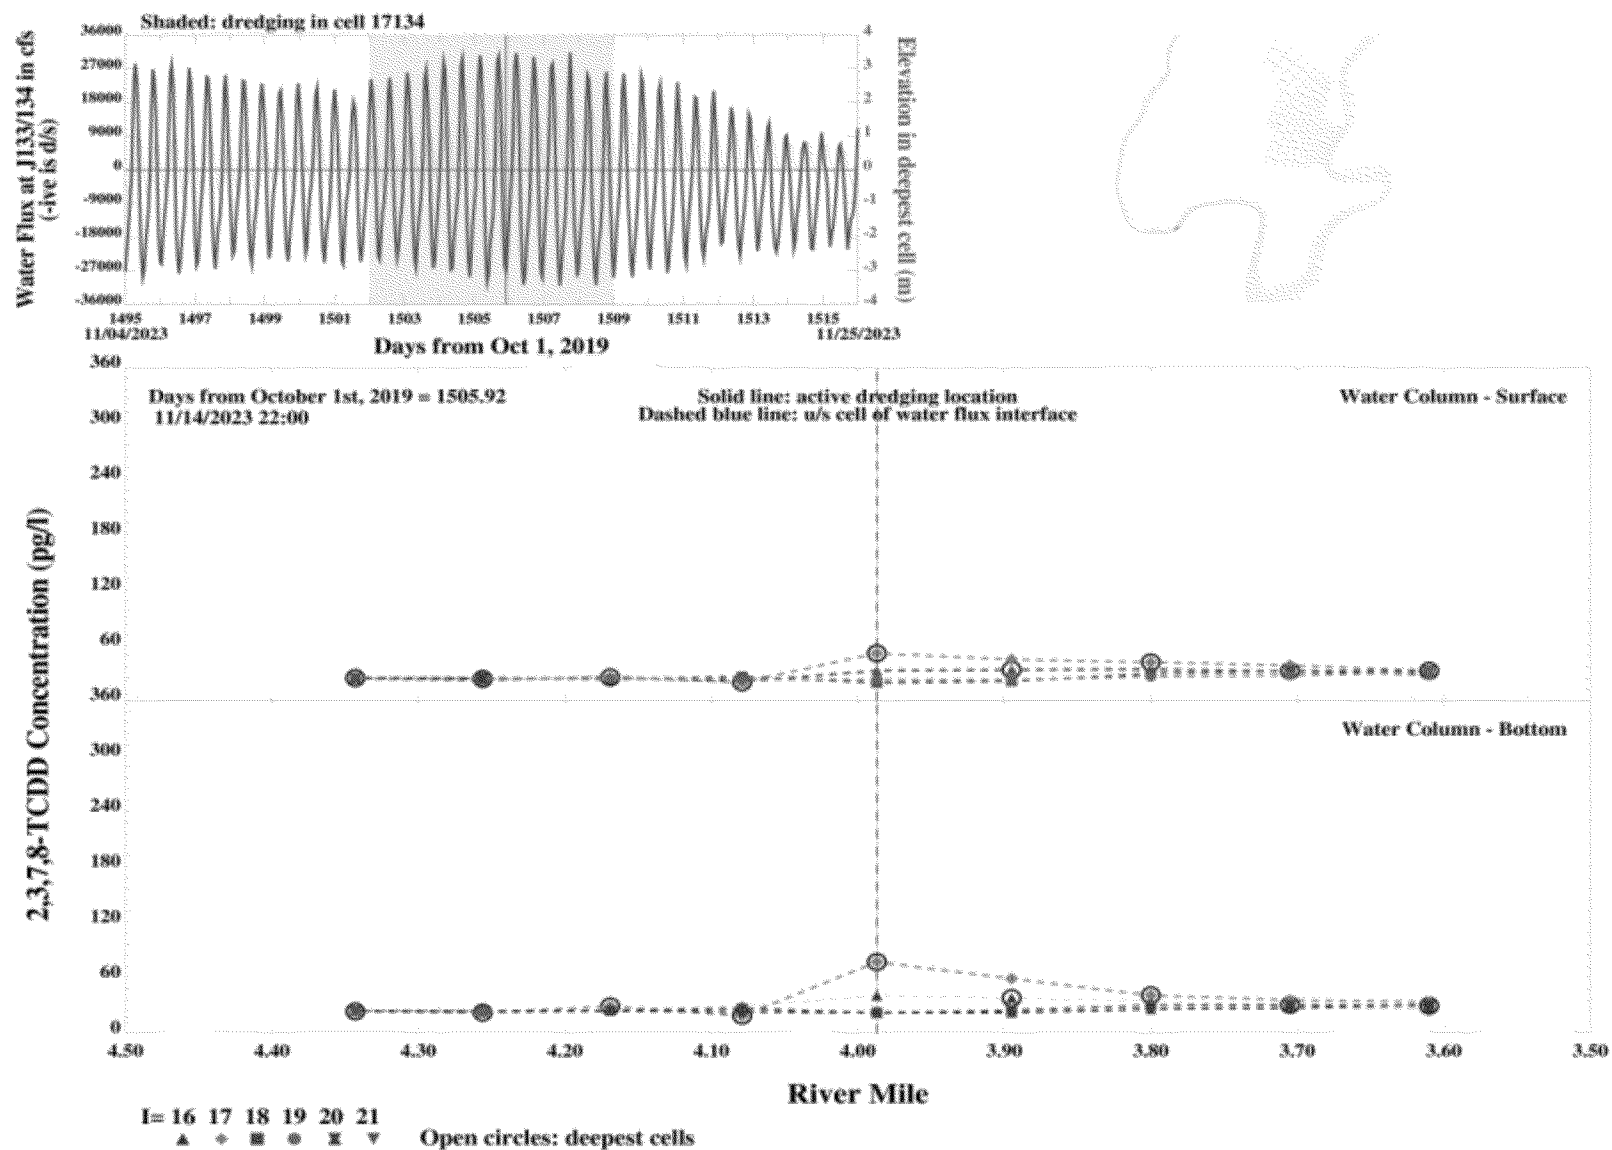 Shaded: dredging in cell 17134
Water Flux at J133/134 in cfs
(-ive is d/s)
36000
27000
18000
9000
0
-9000
-18000
-27000
-36000
4
3
2
1
0
-1
-2
-3
-4
Elevation in deepest cell (m)
1495 1497 1499 1501 1503 1505 1507 1509 1511 1513 1515
11/04/2023 11/25/2023
Days from Oct 1, 2019
2,3,7,8-TCDD Concentration (pg/l)
360
300
240
180
120
60
Days from October 1st, 2019 = 1505.92
11/14/2023 22:00
Solid line: active dredging location
Dashed blue line: u/s cell of water flux interface
Water Column - Surface
360
300
240
180
120
60
0
Water Column - Bottom
4.50 4.40 4.30 4.20 4.10 4.00 3.90 3.80 3.70 3.60 3.50
River Mile
I= 16 17 18 19 20 21
Open circles: deepest cells